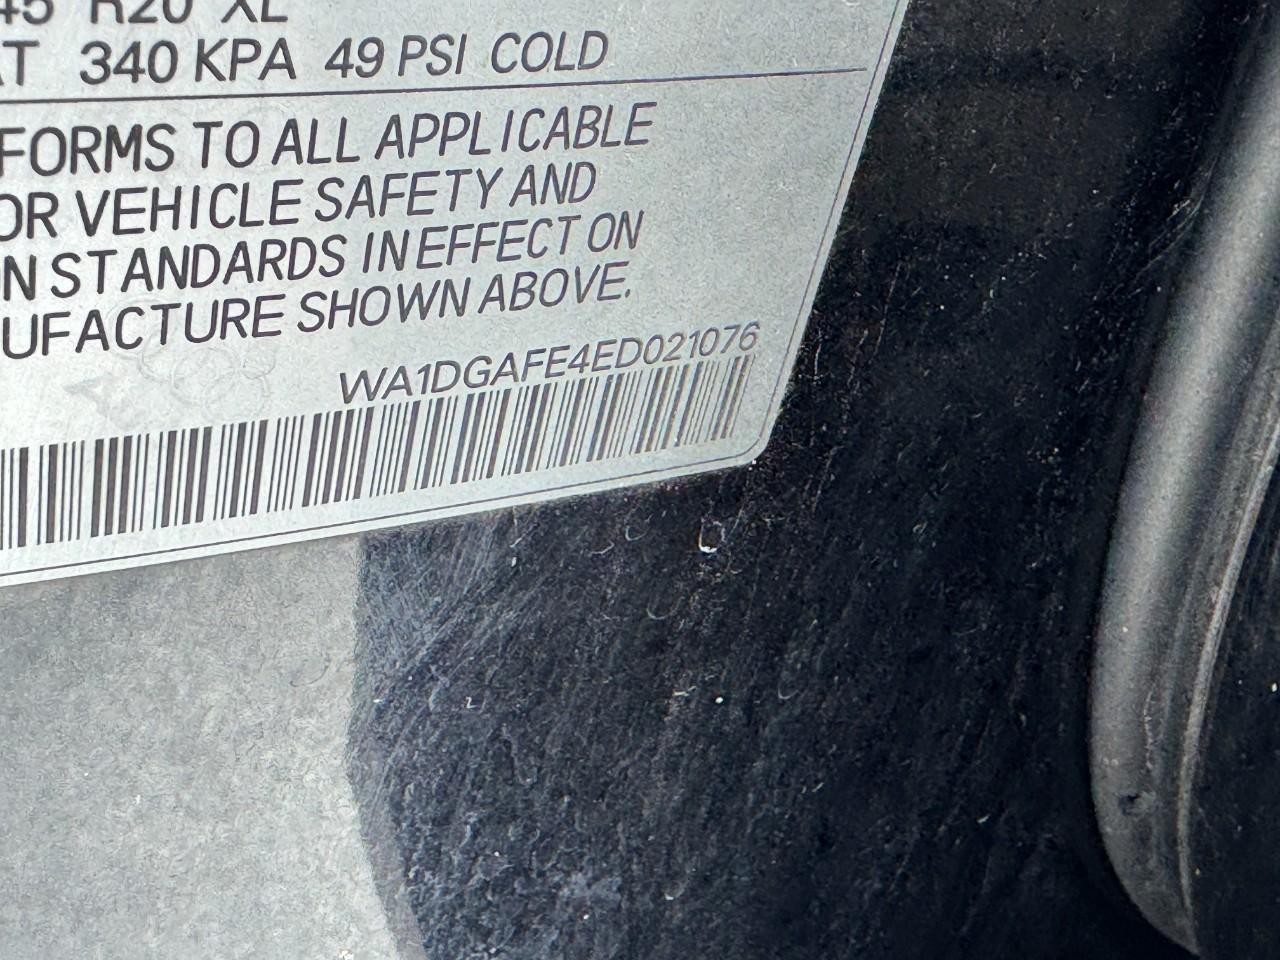 45 R20 XL
AT 340 KPA 49 PSI COLD
FORMS TO ALL APPLICABLE
OR VEHICLE SAFETY AND
N STANDARDS IN EFFECT ON
UFACTURE SHOWN ABOVE.
WA1DGAFE4ED021076